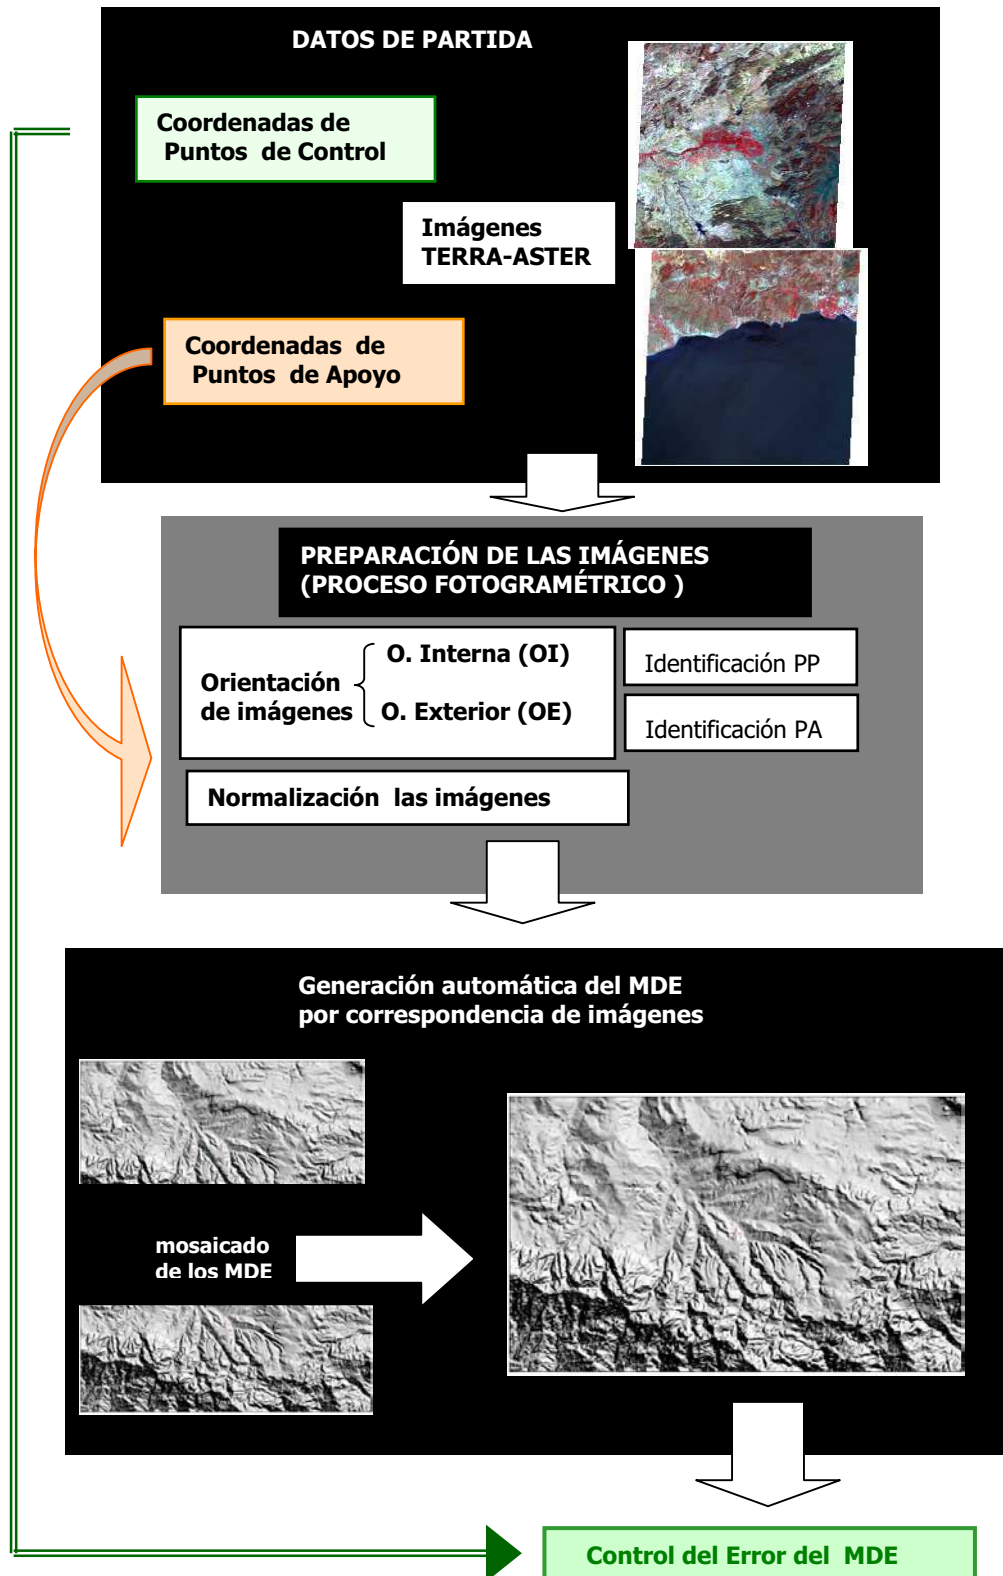 DATOS DE PARTIDA
Coordenadas de
Puntos de Control
Imágenes
TERRA-ASTER
Coordenadas de
Puntos de Apoyo
PREPARACIÓN DE LAS IMÁGENES
(PROCESO FOTOGRAMÉTRICO )
Orientación
de imágenes
O. Interna (OI)
O. Exterior (OE)
Identificación PP
Identificación PA
Normalización las imágenes
Generación automática del MDE
por correspondencia de imágenes
mosaicado
de los MDE
Control del Error del MDE